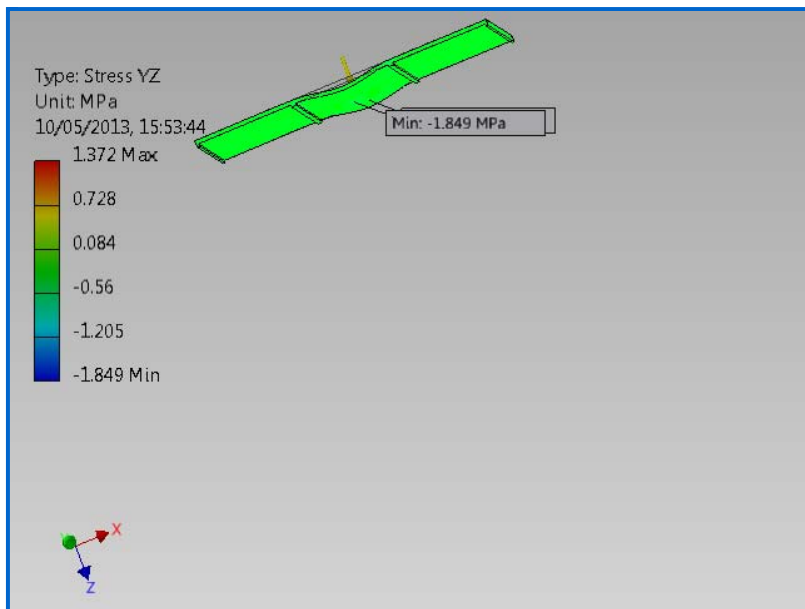 Type: Stress YZ
Unit: MPa
10/05/2013, 15:53:44
1.372 Max
0.728
0.084
-0.56
-1.205
-1.849 Min
Min: -1.849 MPa
X
Z